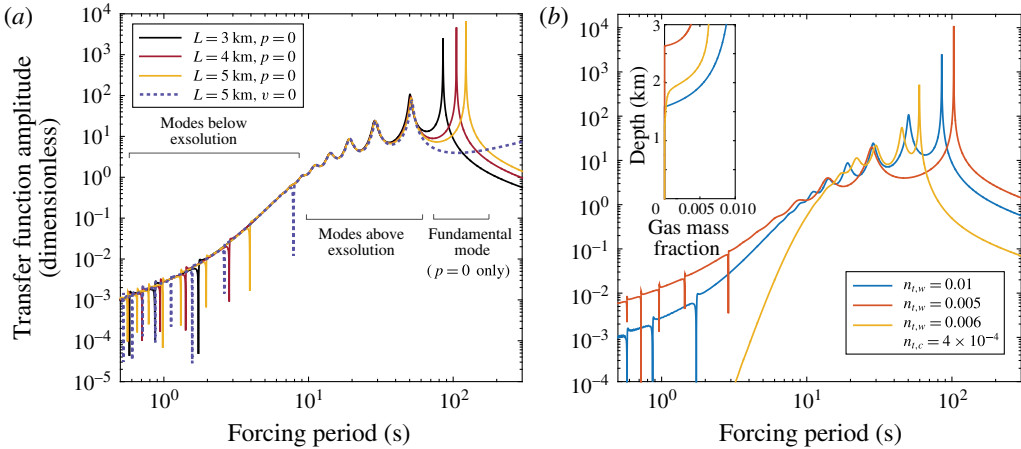 (a)
10^4
10^3
10^2
10^1
10^0
10^−1
10^−2
10^−3
10^−4
10^−5
Transfer function amplitude
(dimensionless)
L = 3 km, p = 0
L = 4 km, p = 0
L = 5 km, p = 0
L = 5 km, v = 0
Modes below
exsolution
Modes above
exsolution
Fundamental
mode
(p = 0 only)
10^0
10^1
10^2
Forcing period (s)
(b)
10^4
10^3
10^2
10^1
10^0
10^−1
10^−2
10^−3
10^−4
3
2
1
0
Depth (km)
0
0.005
0.010
Gas mass
fraction
n_{t,w} = 0.01
n_{t,w} = 0.005
n_{t,w} = 0.006
n_{t,c} = 4 × 10^−4
10^0
10^1
10^2
Forcing period (s)